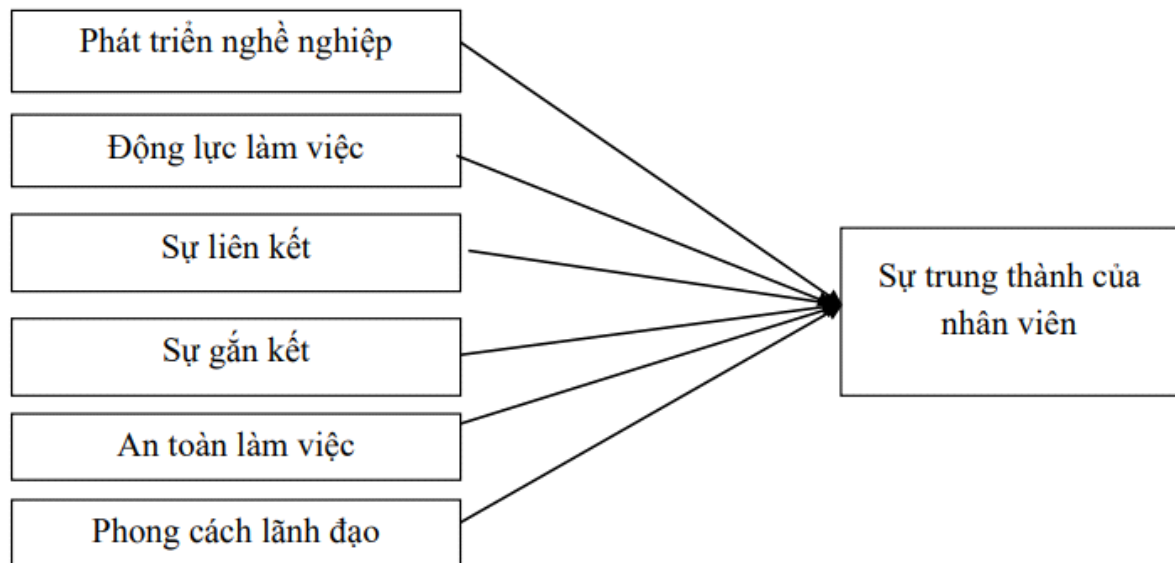 Phát triển nghề nghiệp
Động lực làm việc
Sự liên kết
Sự gắn kết
An toàn làm việc
Phong cách lãnh đạo
Sự trung thành của
nhân viên